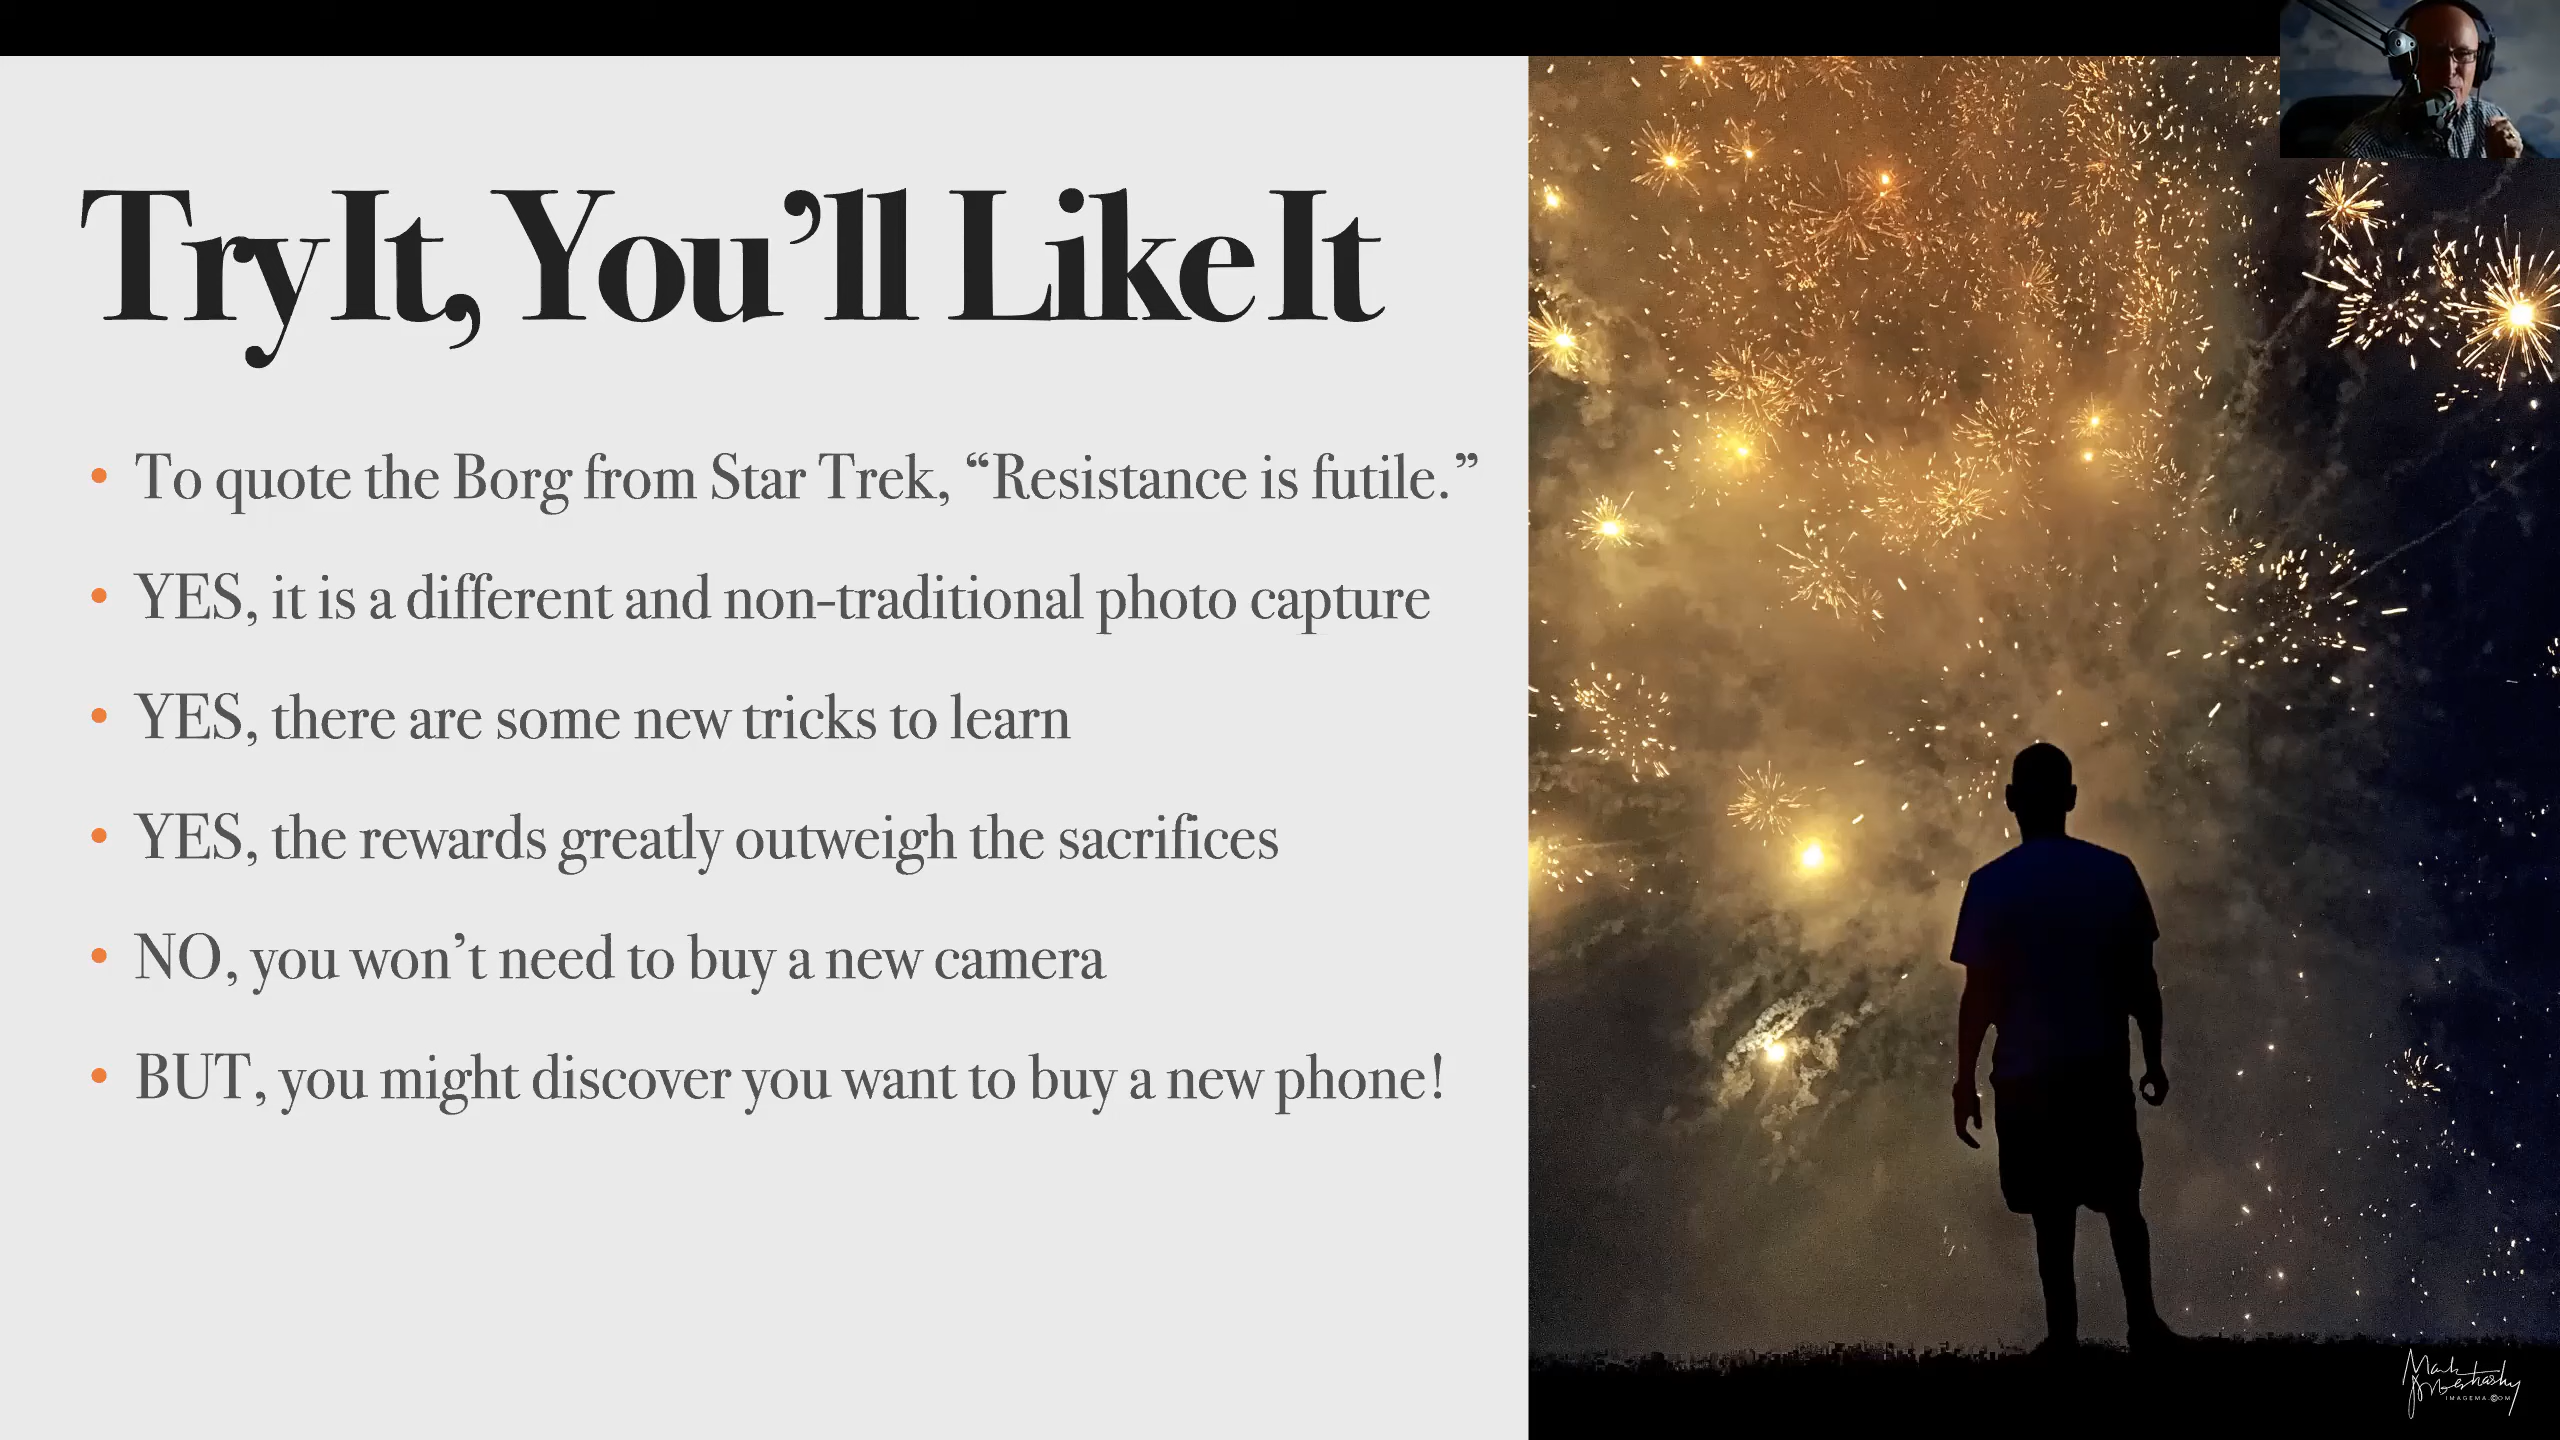 Try It, You’ll Like It
• To quote the Borg from Star Trek, “Resistance is futile.”
• YES, it is a different and non-traditional photo capture
• YES, there are some new tricks to learn
• YES, the rewards greatly outweigh the sacrifices
• NO, you won’t need to buy a new camera
• BUT, you might discover you want to buy a new phone!
Mark
IMAGEMA.COM